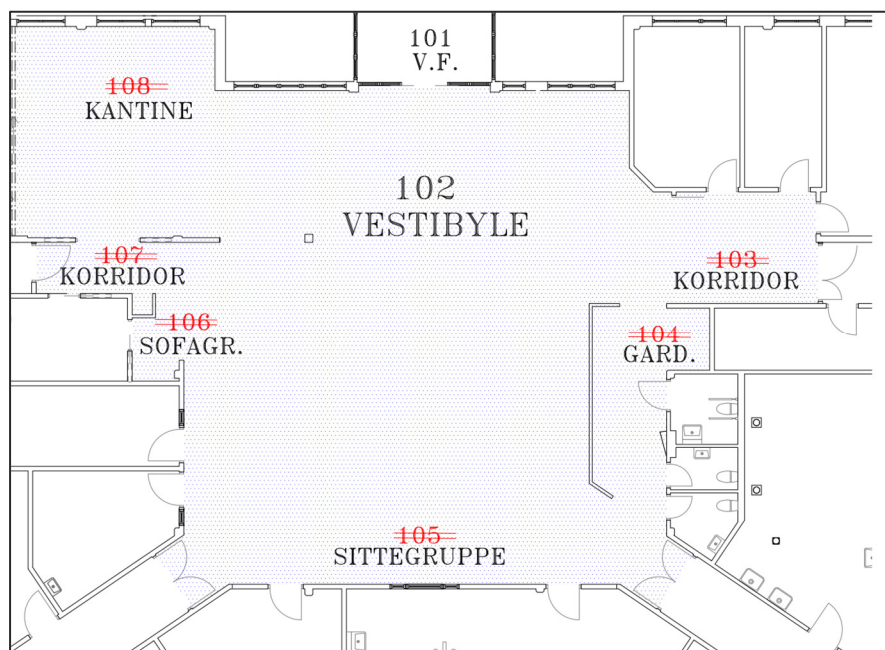 101
V.F.
108
KANTINE
102
VESTIBYLE
107
KORRIDOR
103
KORRIDOR
106
SOFAGR.
104
GARD.
105
SITTEGRUPPE